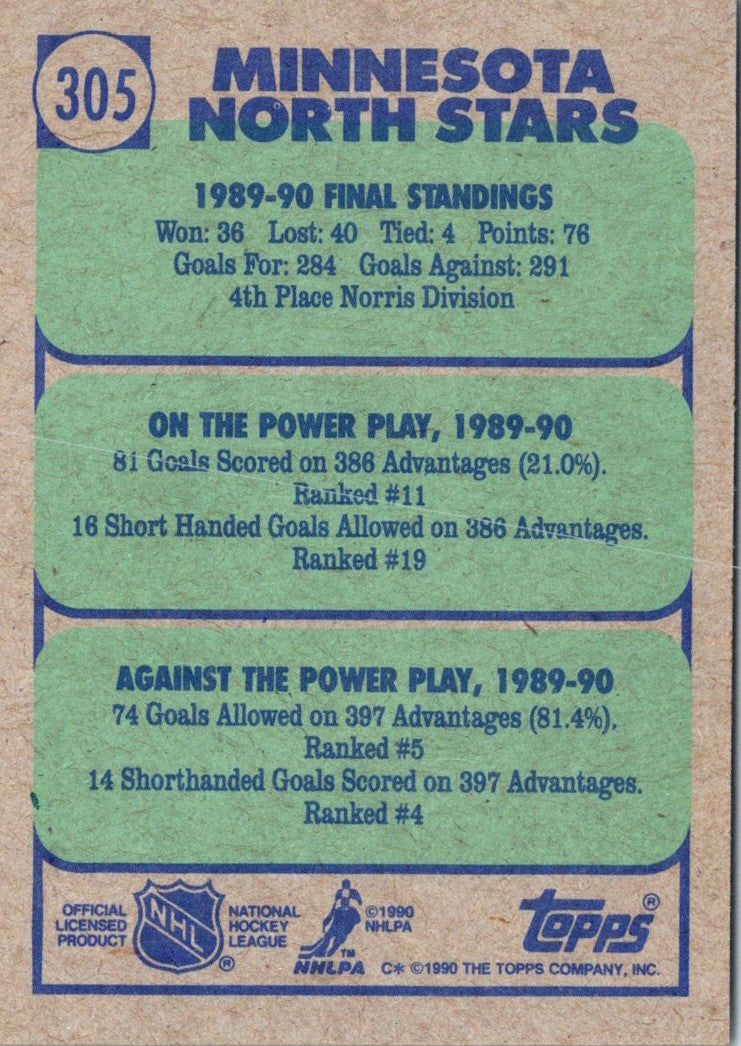 305
MINNESOTA
NORTH STARS
1989-90 FINAL STANDINGS
Won: 36 Lost: 40 Tied: 4 Points: 76
Goals For: 284 Goals Against: 291
4th Place Norris Division
ON THE POWER PLAY, 1989-90
81 Goals Scored on 386 Advantages (21.0%).
Ranked #11
16 Short Handed Goals Allowed on 386 Advantages.
Ranked #19
AGAINST THE POWER PLAY, 1989-90
74 Goals Allowed on 397 Advantages (81.4%).
Ranked #5
14 Shorthanded Goals Scored on 397 Advantages.
Ranked #4
OFFICIAL
LICENSED
PRODUCT
NHL
®
NATIONAL
HOCKEY
LEAGUE
TM
NHLPA
©1990
NHLPA
topps®
C* ©1990 THE TOPPS COMPANY, INC.